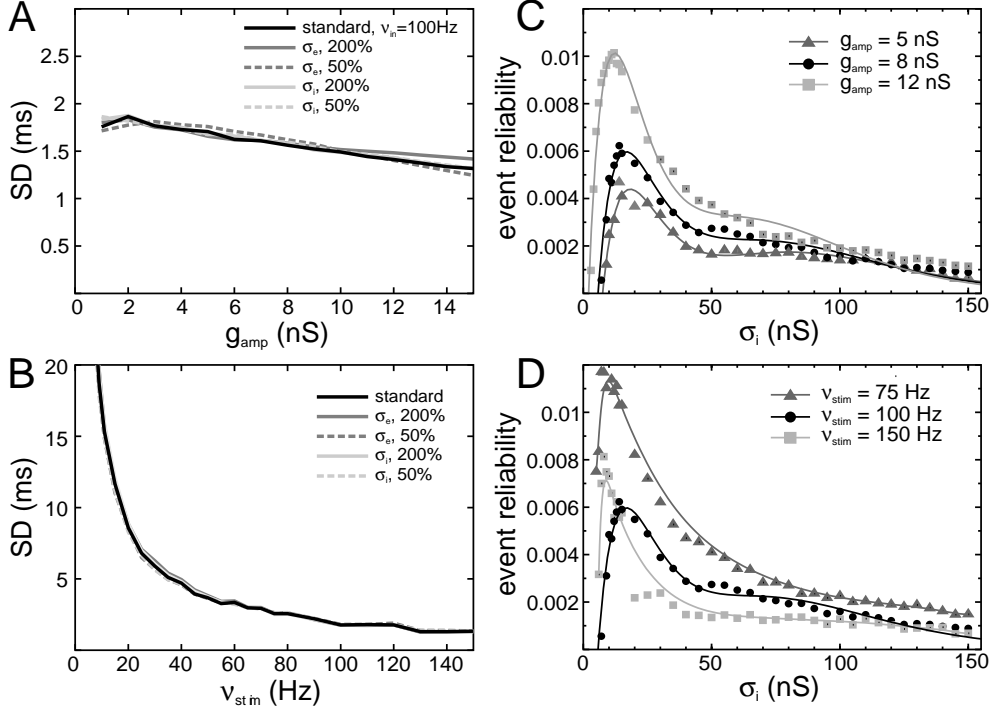 A
standard, νin=100Hz
σe, 200%
σe, 50%
σi, 200%
σi, 50%
2.5
2
1.5
1
0.5
SD (ms)
0 2 4 6 8 10 12 14
gamp (nS)
B
standard
σe, 200%
σe, 50%
σi, 200%
σi, 50%
20
15
10
5
SD (ms)
0 20 40 60 80 100 120 140
νstim (Hz)
C
gamp = 5 nS
gamp = 8 nS
gamp = 12 nS
0.01
0.008
0.006
0.004
0.002
event reliability
0 50 100 150
σi (nS)
D
νstim = 75 Hz
νstim = 100 Hz
νstim = 150 Hz
0.01
0.008
0.006
0.004
0.002
event reliability
0 50 100 150
σi (nS)